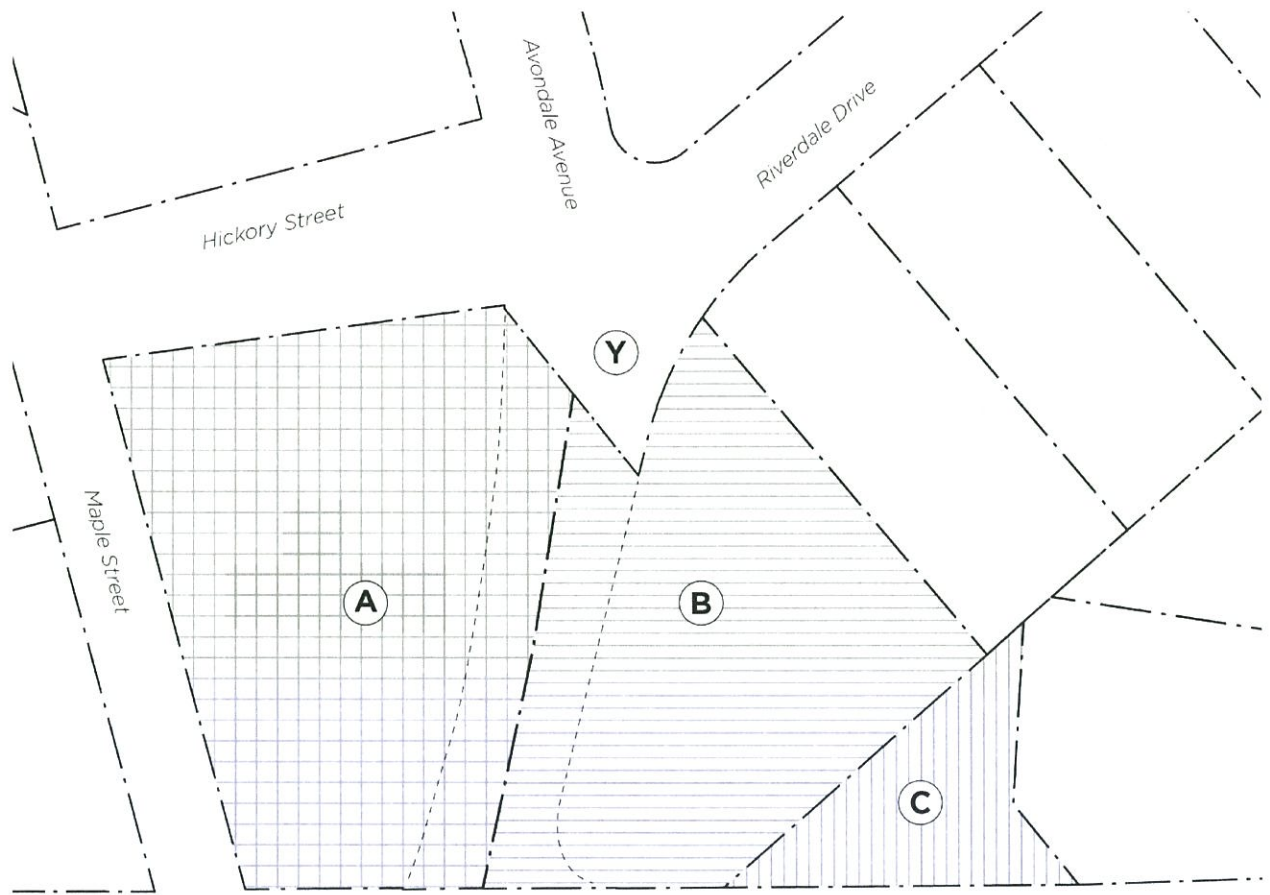 Avondale Avenue
Riverdale Drive
Hickory Street
Y
Maple Street
A
B
C